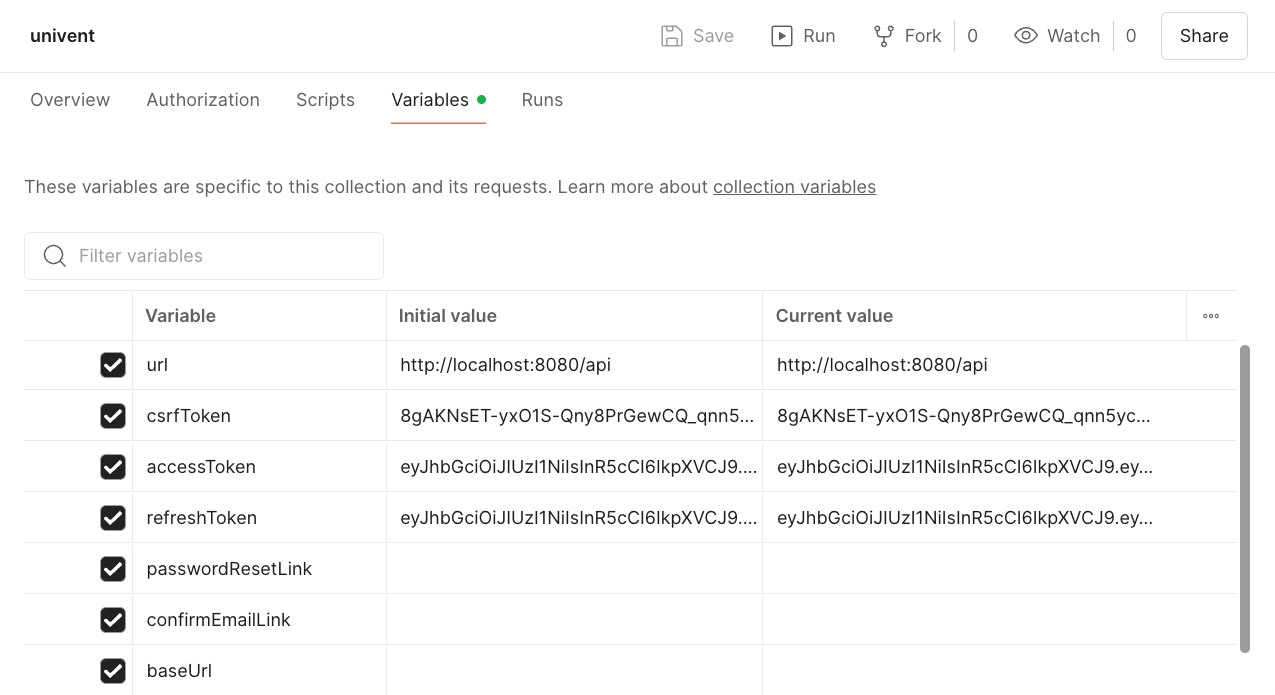 univent
Save Run Fork 0 Watch 0 Share
Overview Authorization Scripts Variables Runs
These variables are specific to this collection and its requests. Learn more about collection variables
Filter variables
Variable Initial value Current value
url http://localhost:8080/api http://localhost:8080/api
csrfToken 8gAKNsET-yxO1S-Qny8PrGewCQ_qnn5... 8gAKNsET-yxO1S-Qny8PrGewCQ_qnn5yc...
accessToken eyJhbGciOiJIUzI1NiIsInR5cCI6IkpXVCJ9.... eyJhbGciOiJIUzI1NiIsInR5cCI6IkpXVCJ9.ey...
refreshToken eyJhbGciOiJIUzI1NiIsInR5cCI6IkpXVCJ9.... eyJhbGciOiJIUzI1NiIsInR5cCI6IkpXVCJ9.ey...
passwordResetLink
confirmEmailLink
baseUrl